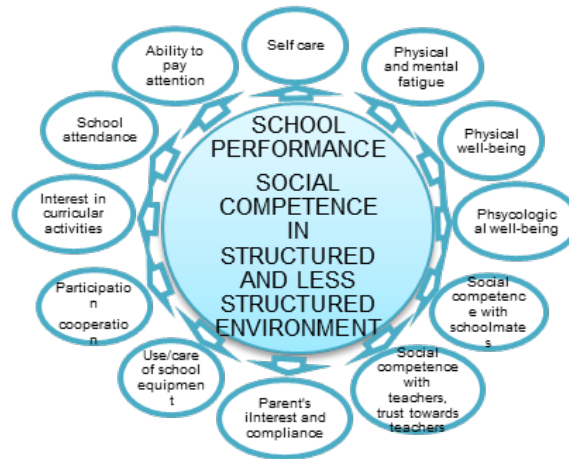 Self care
Physical
and mental
fatigue
Physical
well-being
Phsycologic
al well-being
Social
competenc
e with
schoolmate
s
Social
competence
with
teachers,
trust towards
teachers
Parent's
iInterest and
compliance
Use/care
of school
equipmen
t
Participatio
n
cooperatio
n
Interest in
curricular
activities
School
attendance
Ability to
pay
attention
SCHOOL
PERFORMANCE
SOCIAL
COMPETENCE
IN
STRUCTURED
AND LESS
STRUCTURED
ENVIRONMENT